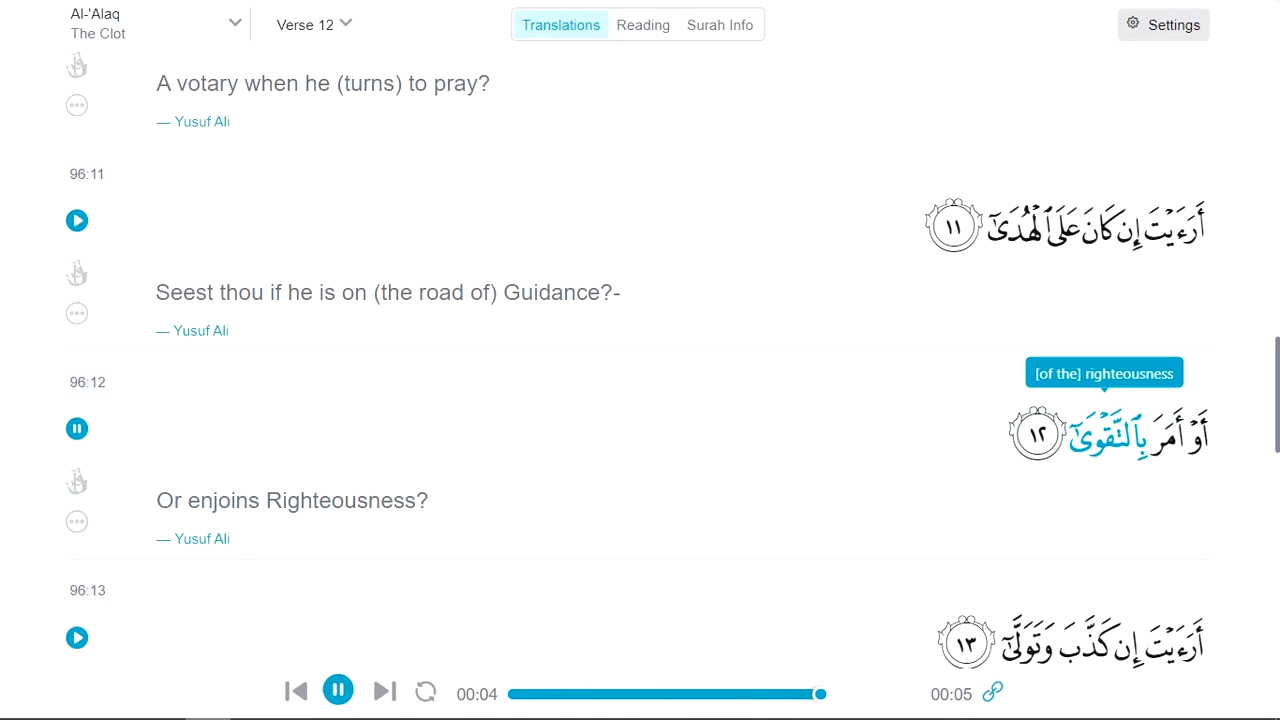 Al-'Alaq
The Clot
Verse 12
Translations Reading Surah Info
Settings
A votary when he (turns) to pray?
— Yusuf Ali
96:11
أَرَءَيْتَ إِن كَانَ عَلَى ٱلْهُدَىٰٓ ١١
Seest thou if he is on (the road of) Guidance?-
— Yusuf Ali
96:12
[of the] righteousness
أَوْ أَمَرَ بِٱلتَّقْوَىٰٓ ١٢
Or enjoins Righteousness?
— Yusuf Ali
96:13
أَرَءَيْتَ إِن كَذَّبَ وَتَوَلَّىٰٓ ١٣
00:04 00:05